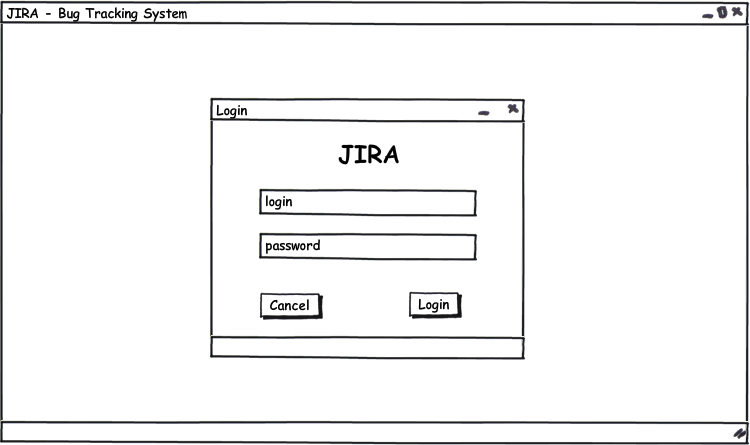 JIRA - Bug Tracking System
Login
JIRA
login
password
Cancel
Login